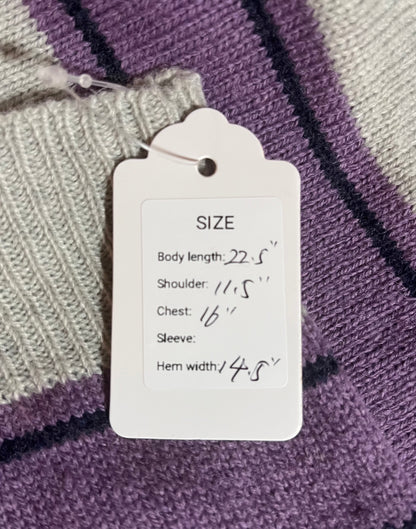 SIZE
Body length: 22.5"
Shoulder: 11.5"
Chest: 16"
Sleeve:
Hem width: 14.5"